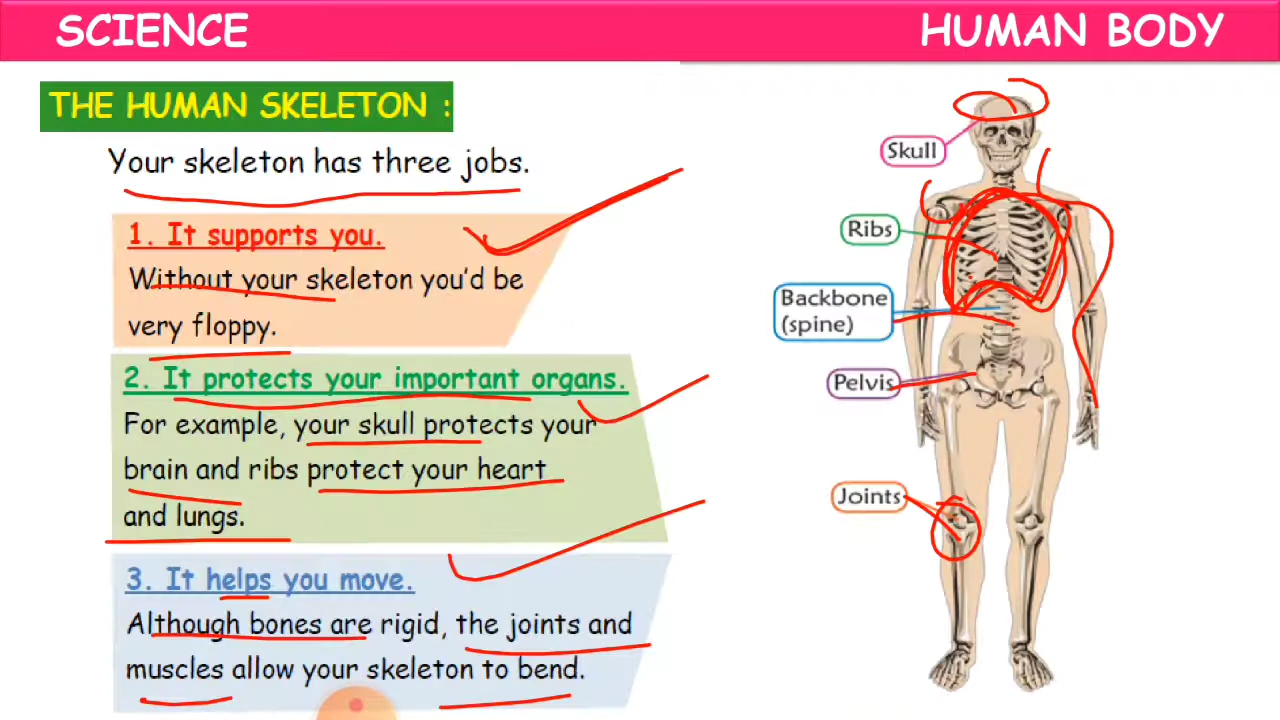 SCIENCE
HUMAN BODY
THE HUMAN SKELETON :
Your skeleton has three jobs.
1. It supports you.
Without your skeleton you'd be
very floppy.
2. It protects your important organs.
For example, your skull protects your
brain and ribs protect your heart
and lungs.
3. It helps you move.
Although bones are rigid, the joints and
muscles allow your skeleton to bend.
Skull
Ribs
Backbone
(spine)
Pelvis
Joints